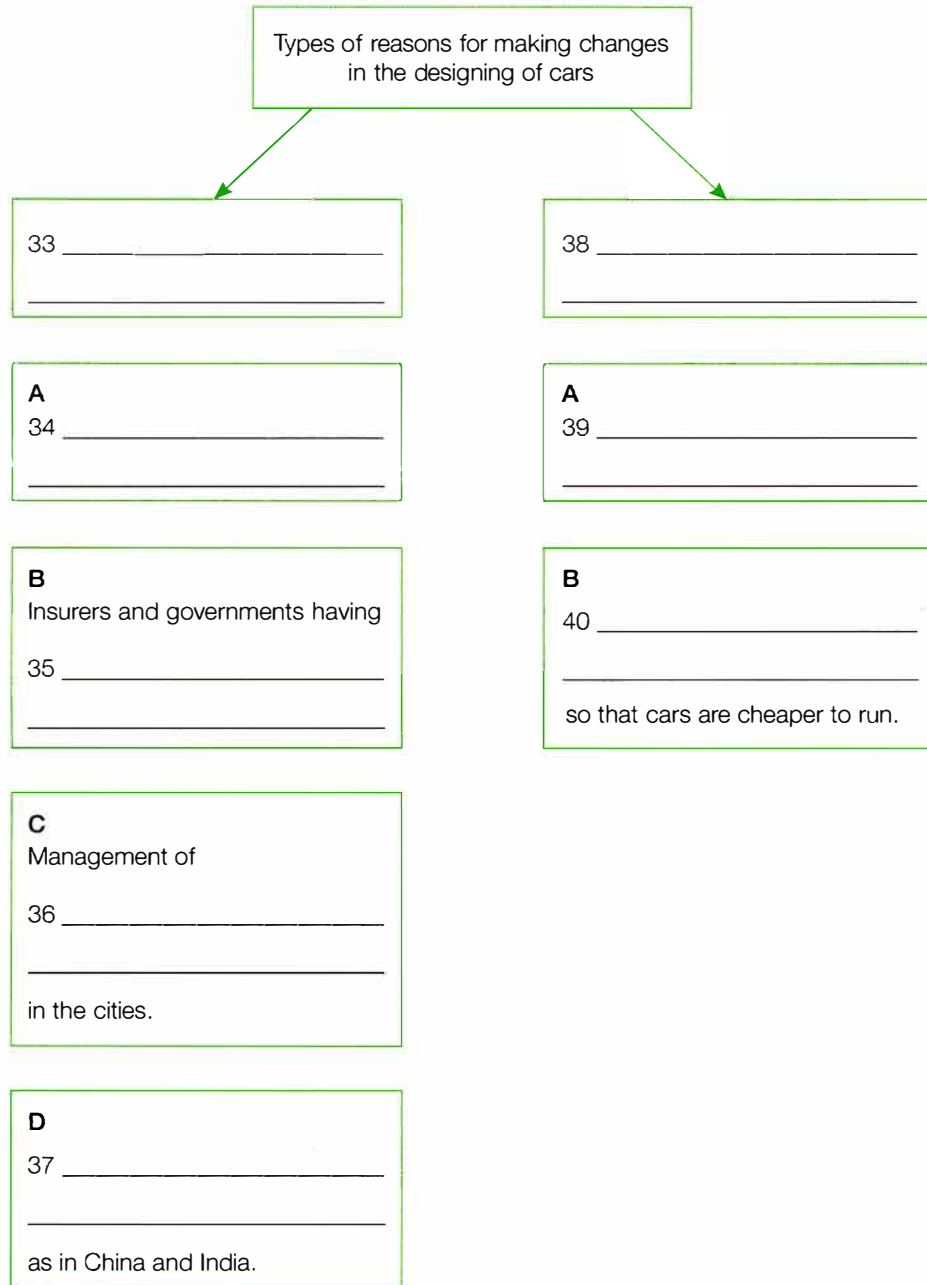 Types of reasons for making changes
in the designing of cars
33
A
34
B
Insurers and governments having
35
C
Management of
36
in the cities.
D
37
as in China and India.
38
A
39
B
40
so that cars are cheaper to run.